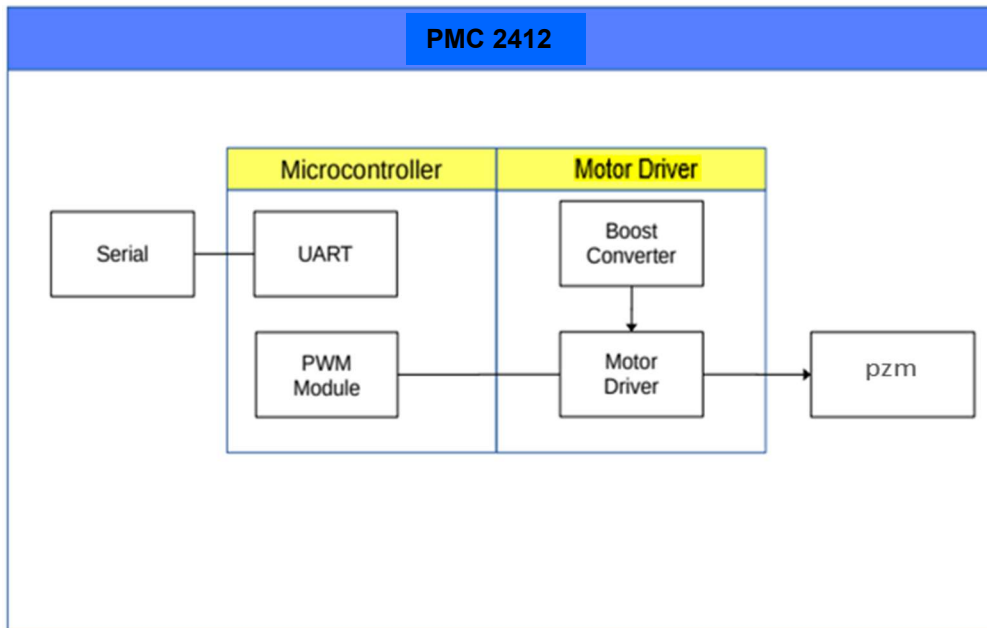 PMC 2412
Microcontroller
Motor Driver
Serial
UART
Boost
Converter
PWM
Module
Motor
Driver
pzm